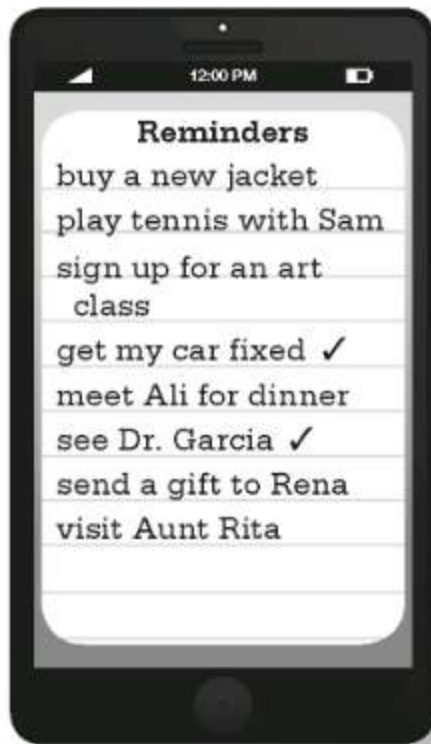 12:00 PM
Reminders
buy a new jacket
play tennis with Sam
sign up for an art
class
get my car fixed ✓
meet Ali for dinner
see Dr. Garcia ✓
send a gift to Rena
visit Aunt Rita